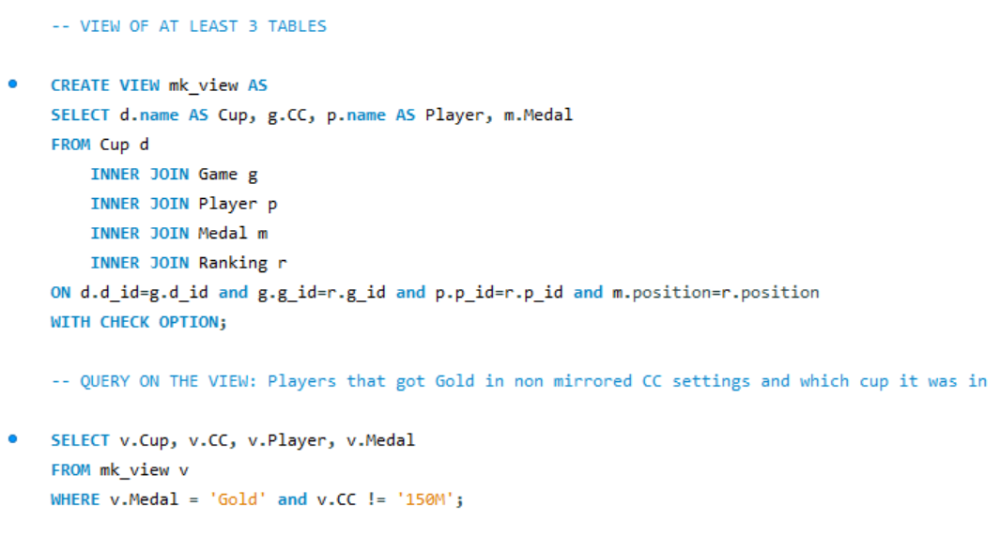 -- VIEW OF AT LEAST 3 TABLES
CREATE VIEW mk_view AS
SELECT d.name AS Cup, g.CC, p.name AS Player, m.Medal
FROM Cup d
    INNER JOIN Game g
    INNER JOIN Player p
    INNER JOIN Medal m
    INNER JOIN Ranking r
ON d.d_id=g.d_id and g.g_id=r.g_id and p.p_id=r.p_id and m.position=r.position
WITH CHECK OPTION;
-- QUERY ON THE VIEW: Players that got Gold in non mirrored CC settings and which cup it was in
SELECT v.Cup, v.CC, v.Player, v.Medal
FROM mk_view v
WHERE v.Medal = 'Gold' and v.CC != '150M';